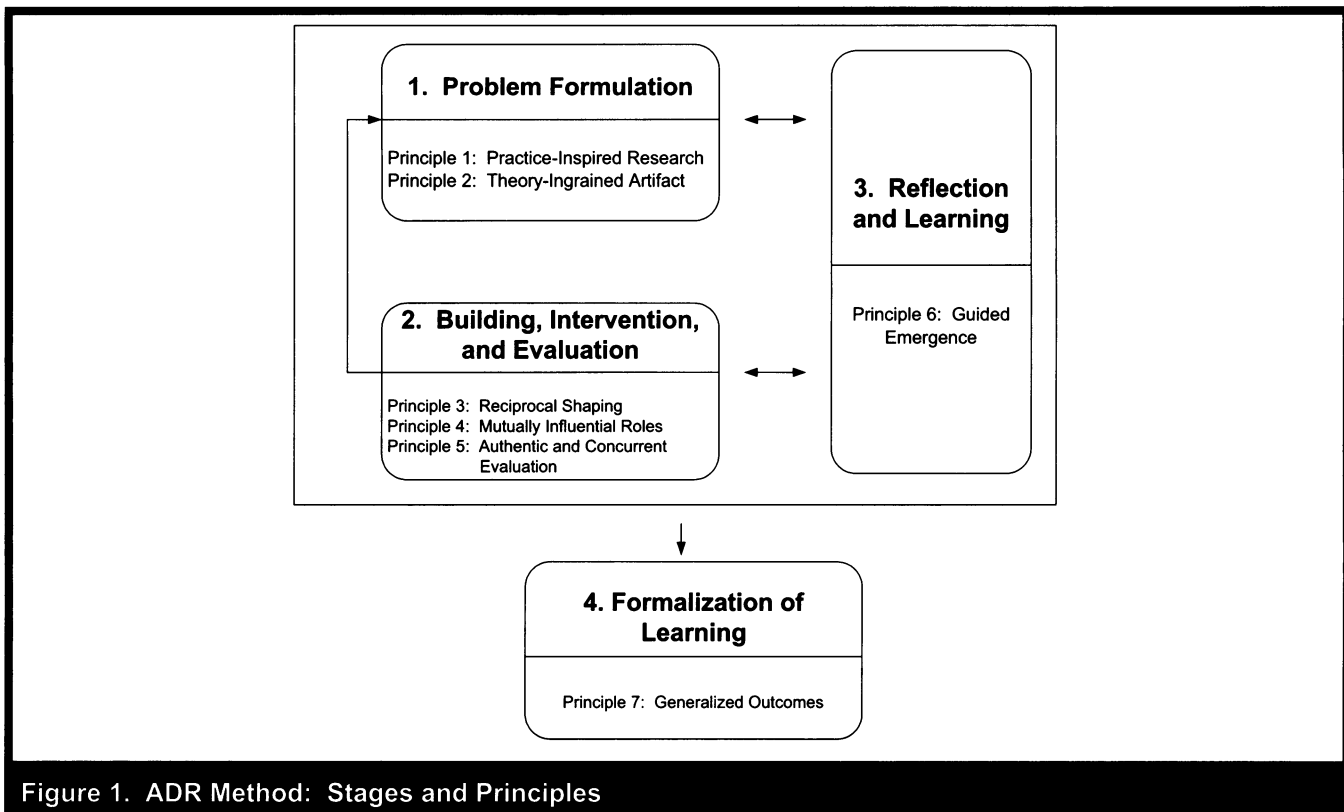 1. Problem Formulation
Principle 1: Practice-Inspired Research
Principle 2: Theory-Ingrained Artifact
2. Building, Intervention,
and Evaluation
Principle 3: Reciprocal Shaping
Principle 4: Mutually Influential Roles
Principle 5: Authentic and Concurrent
Evaluation
3. Reflection
and Learning
Principle 6: Guided
Emergence
4. Formalization of
Learning
Principle 7: Generalized Outcomes
Figure 1. ADR Method: Stages and Principles